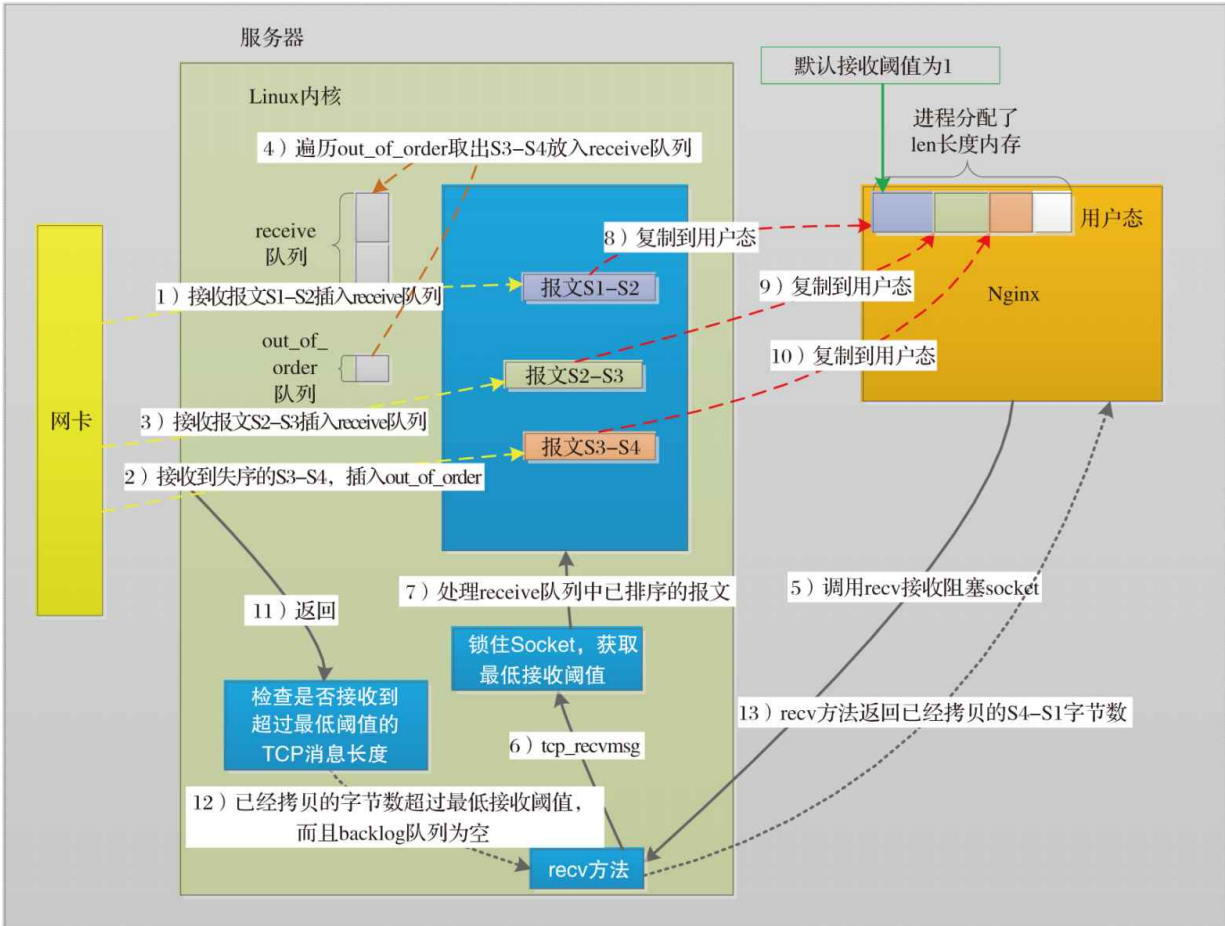 服务器
默认接收阈值为1
Linux内核
进程分配了
len长度内存
4）遍历out_of_order取出S3-S4放入receive队列
receive
队列
用户态
8）复制到用户态
1）接收报文S1-S2插入receive队列
报文S1-S2
9）复制到用户态
Nginx
out_of_
order
队列
10）复制到用户态
报文S2-S3
网卡
3）接收报文S2-S3插入receive队列
报文S3-S4
2）接收到失序的S3-S4，插入out_of_order
7）处理receive队列中已排序的报文
5）调用recv接收阻塞socket
11）返回
锁住Socket，获取
最低接收阈值
检查是否接收到
超过最低阈值的
TCP消息长度
13）recv方法返回已经拷贝的S4-S1字节数
6）tcp_recvmsg
12）已经拷贝的字节数超过最低接收阈值，
而且backlog队列为空
recv方法